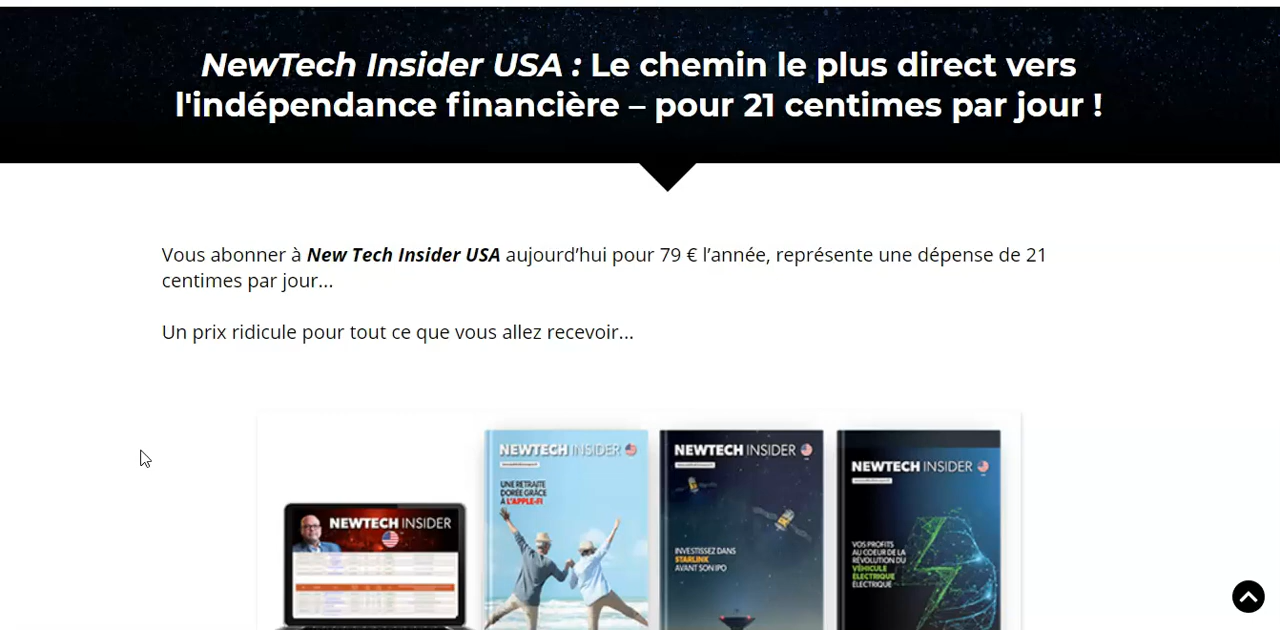 NewTech Insider USA : Le chemin le plus direct vers
l'indépendance financière – pour 21 centimes par jour !
Vous abonner à New Tech Insider USA aujourd’hui pour 79 € l’année, représente une dépense de 21
centimes par jour...
Un prix ridicule pour tout ce que vous allez recevoir...
NEWTECH INSIDER
NEWTECH INSIDER
UNE RETRAITE
DORÉE GRÂCE
À L'APPLE-FI
NEWTECH INSIDER
INVESTISSEZ DANS
STARLINK
AVANT SON IPO
NEWTECH INSIDER
VOS PROFITS
AU COEUR DE LA
RÉVOLUTION DU
VÉHICULE
ÉLECTRIQUE
ÉLECTRIQUE